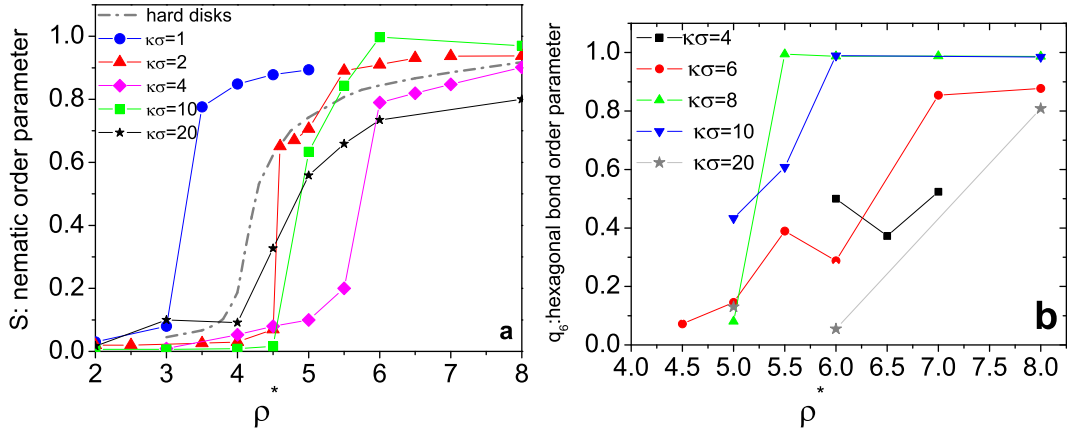 S: nematic order parameter
1.0
0.8
0.6
0.4
0.2
0.0
hard disks
κσ=1
κσ=2
κσ=4
κσ=10
κσ=20
a
2 3 4 5 6 7 8
ρ*
q6:hexagonal bond order parameter
1.0
0.8
0.6
0.4
0.2
0.0
κσ=4
κσ=6
κσ=8
κσ=10
κσ=20
b
4.0 4.5 5.0 5.5 6.0 6.5 7.0 7.5 8.0
ρ*